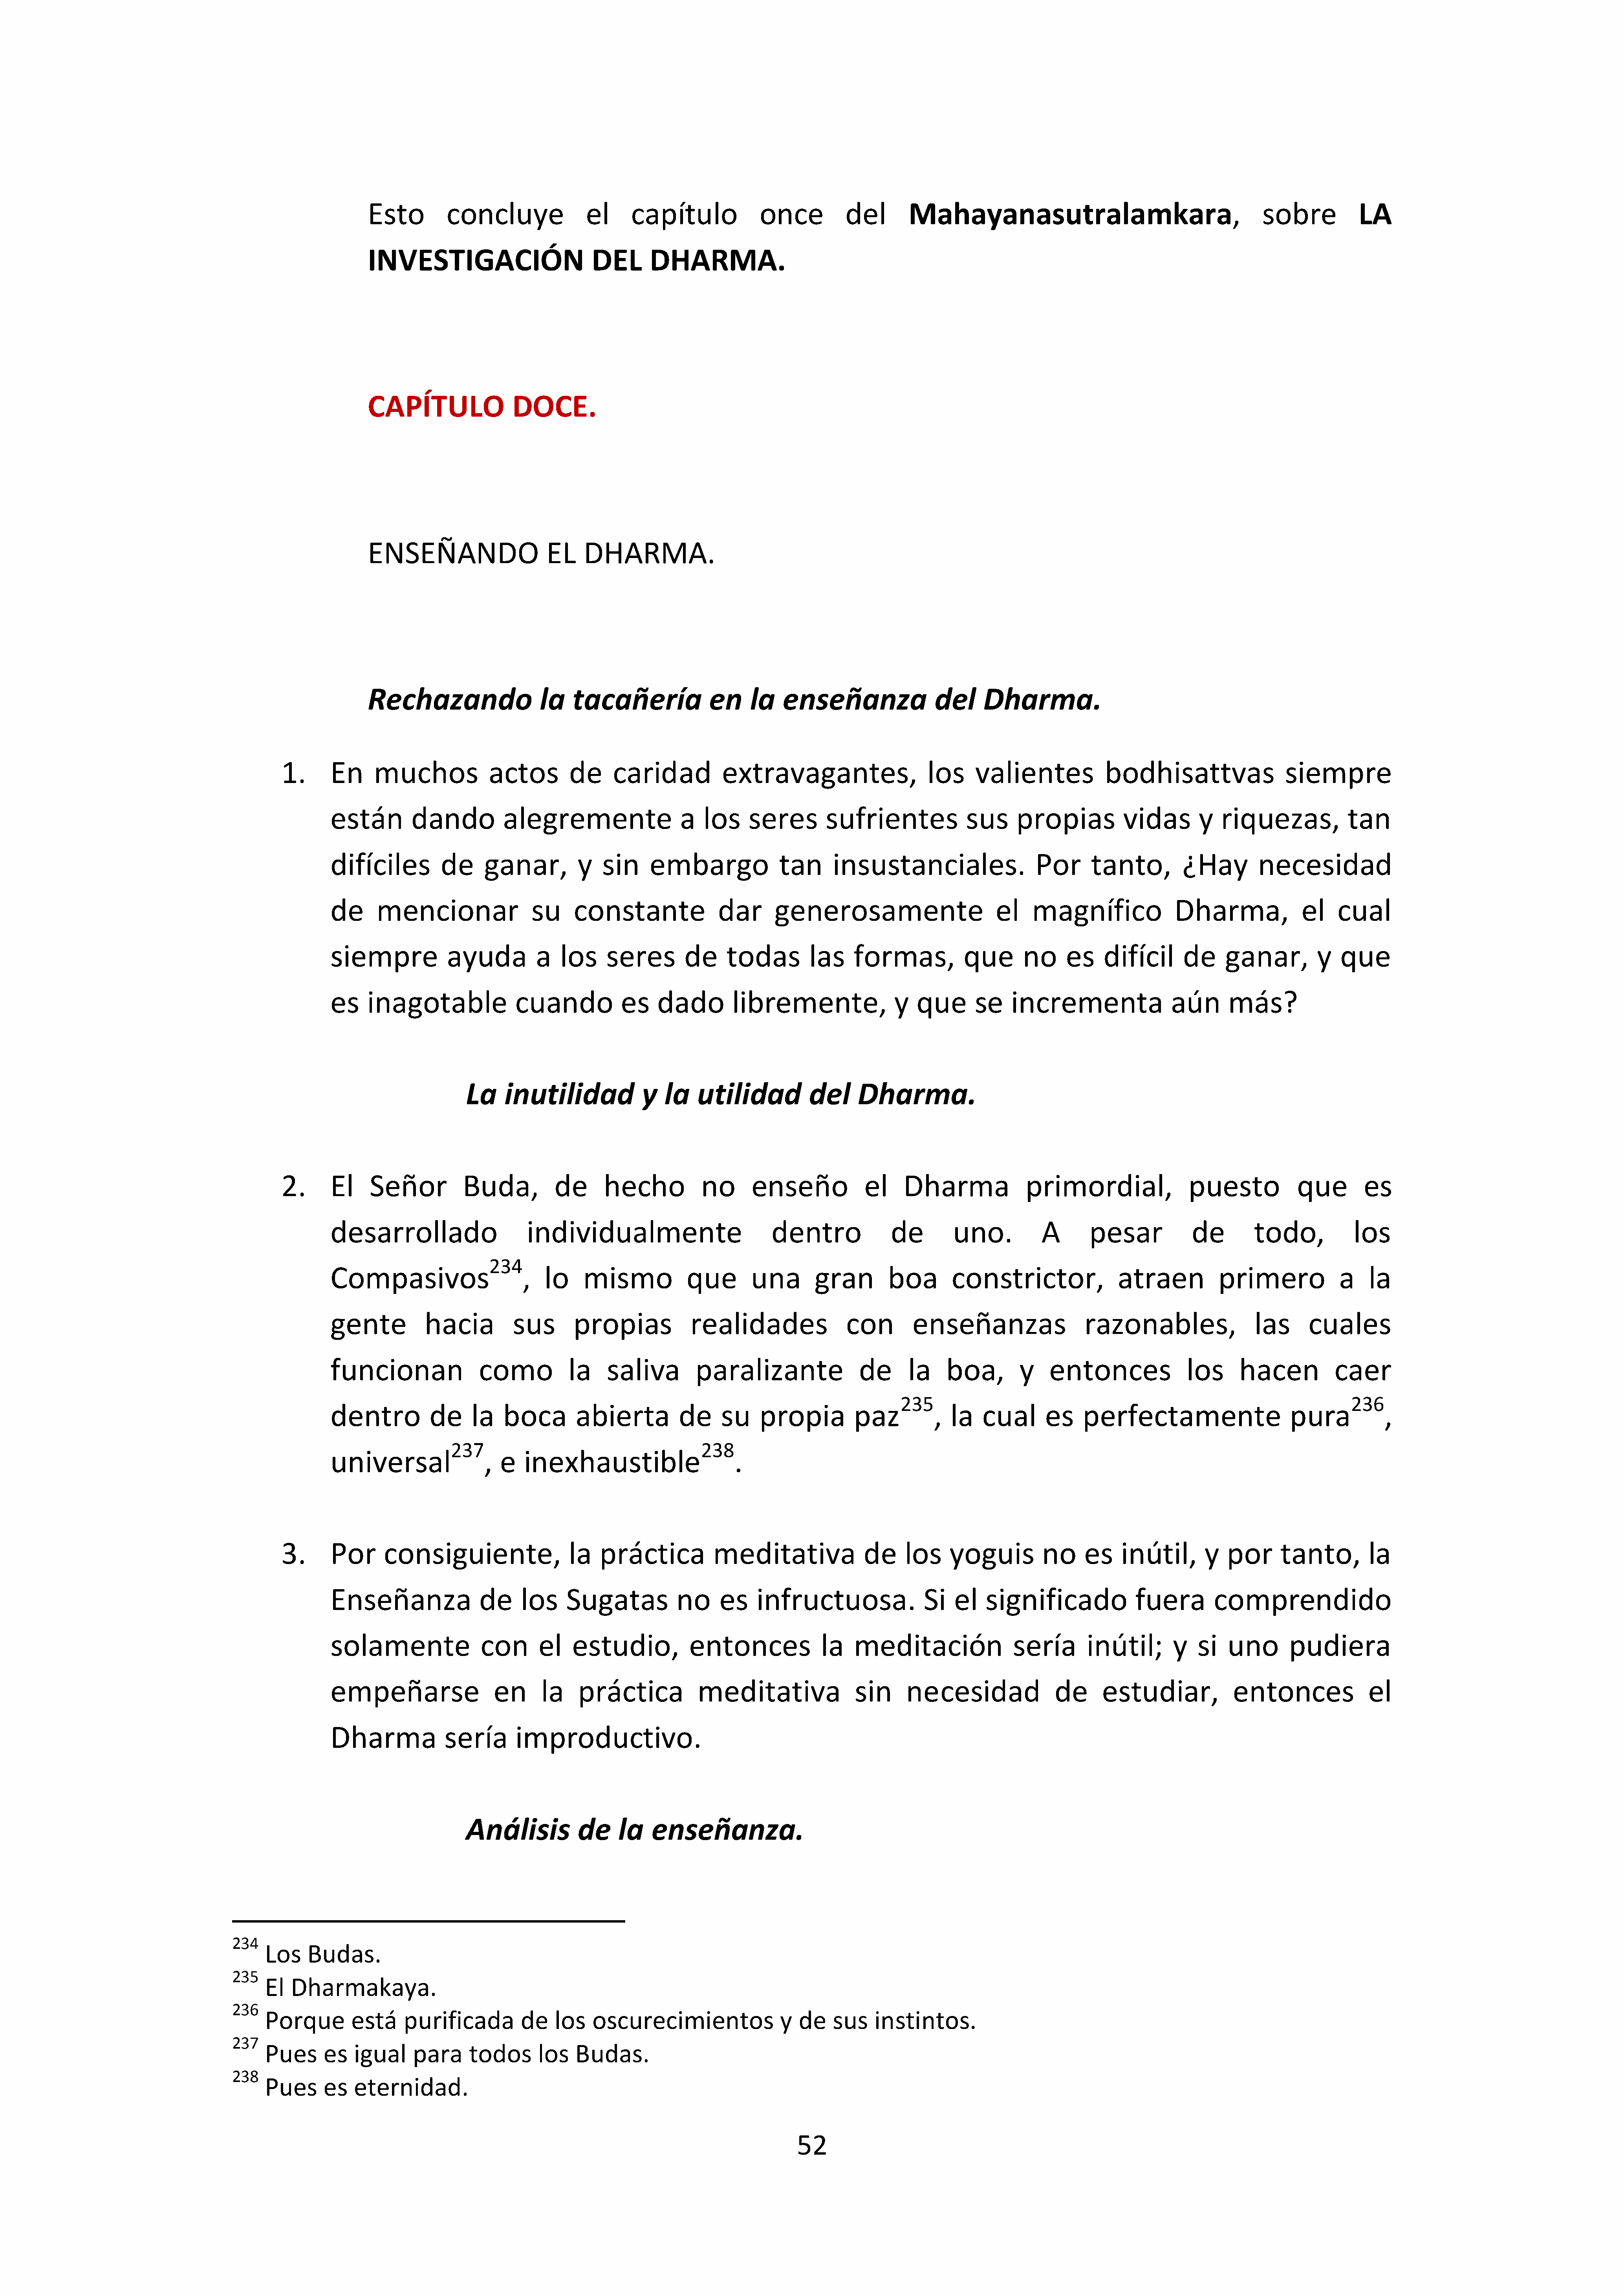 Esto concluye el capítulo once del Mahayanasutralamkara, sobre LA
INVESTIGACIÓN DEL DHARMA.
CAPÍTULO DOCE.
ENSEÑANDO EL DHARMA.
Rechazando la tacañería en la enseñanza del Dharma.
1. En muchos actos de caridad extravagantes, los valientes bodhisattvas siempre
están dando alegremente a los seres sufrientes sus propias vidas y riquezas, tan
difíciles de ganar, y sin embargo tan insustanciales. Por tanto, ¿Hay necesidad
de mencionar su constante dar generosamente el magnífico Dharma, el cual
siempre ayuda a los seres de todas las formas, que no es difícil de ganar, y que
es inagotable cuando es dado libremente, y que se incrementa aún más?
La inutilidad y la utilidad del Dharma.
2. El Señor Buda, de hecho no enseño el Dharma primordial, puesto que es
desarrollado individualmente dentro de uno. A pesar de todo, los
Compasivos234, lo mismo que una gran boa constrictor, atraen primero a la
gente hacia sus propias realidades con enseñanzas razonables, las cuales
funcionan como la saliva paralizante de la boa, y entonces los hacen caer
dentro de la boca abierta de su propia paz235, la cual es perfectamente pura236,
universal237, e inexhaustible238.
3. Por consiguiente, la práctica meditativa de los yoguis no es inútil, y por tanto, la
Enseñanza de los Sugatas no es infructuosa. Si el significado fuera comprendido
solamente con el estudio, entonces la meditación sería inútil; y si uno pudiera
empeñarse en la práctica meditativa sin necesidad de estudiar, entonces el
Dharma sería improductivo.
Análisis de la enseñanza.
234 Los Budas.
235 El Dharmakaya.
236 Porque está purificada de los oscurecimientos y de sus instintos.
237 Pues es igual para todos los Budas.
238 Pues es eternidad.
52